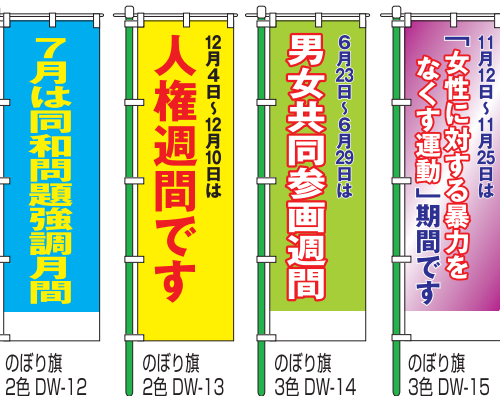 7月は同和問題強調月間
12月4日～12月10日は
人権週間です
6月23日～6月29日は
男女共同参画週間
11月12日～11月25日は
「女性に対する暴力を
なくす運動」期間です
のぼり旗
2色 DW-12
のぼり旗
2色 DW-13
のぼり旗
3色 DW-14
のぼり旗
3色 DW-15